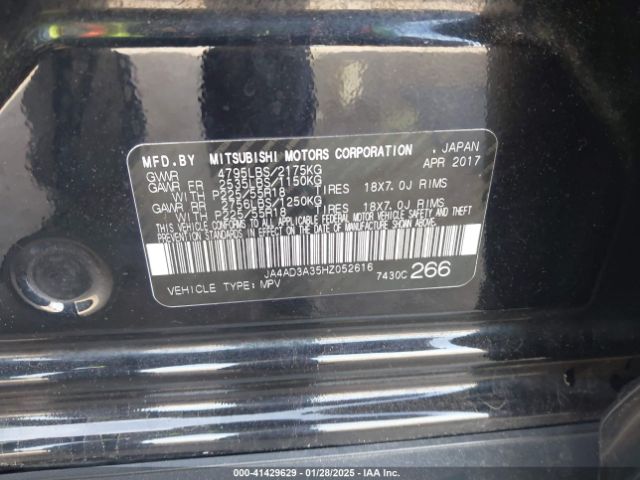 MFD.BY MITSUBISHI MOTORS CORPORATION , JAPAN
GVWR 4795LBS/2175KG APR 2017
GAWR FR 2535LBS/1150KG
WITH P225/55R18 TIRES 18X7.0J RIMS
GAWR RR 2756LBS/1250KG
WITH P225/55R18 TIRES 18X7.0J RIMS
THIS VEHICLE CONFORMS TO ALL APPLICABLE FEDERAL MOTOR VEHICLE SAFETY AND THEFT
PREVENTION STANDARDS IN EFFECT ON THE DATE OF MANUFACTURE SHOWN ABOVE.
JA4AD3A35HZ052616
VEHICLE TYPE: MPV 7430C 266
000-41429629 - 01/28/2025 - IAA Inc.